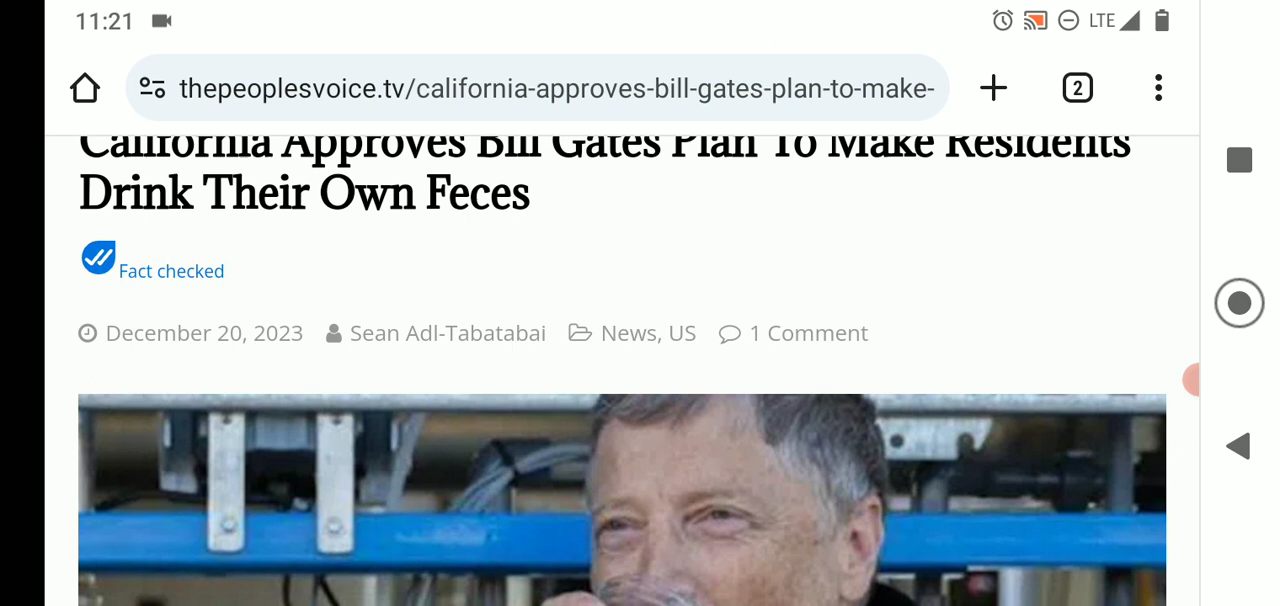 11:21
LTE
thepeoplesvoice.tv/california-approves-bill-gates-plan-to-make-
2
California Approves Bill Gates Plan To Make Residents
Drink Their Own Feces
Fact checked
December 20, 2023 Sean Adl-Tabatabai News, US 1 Comment